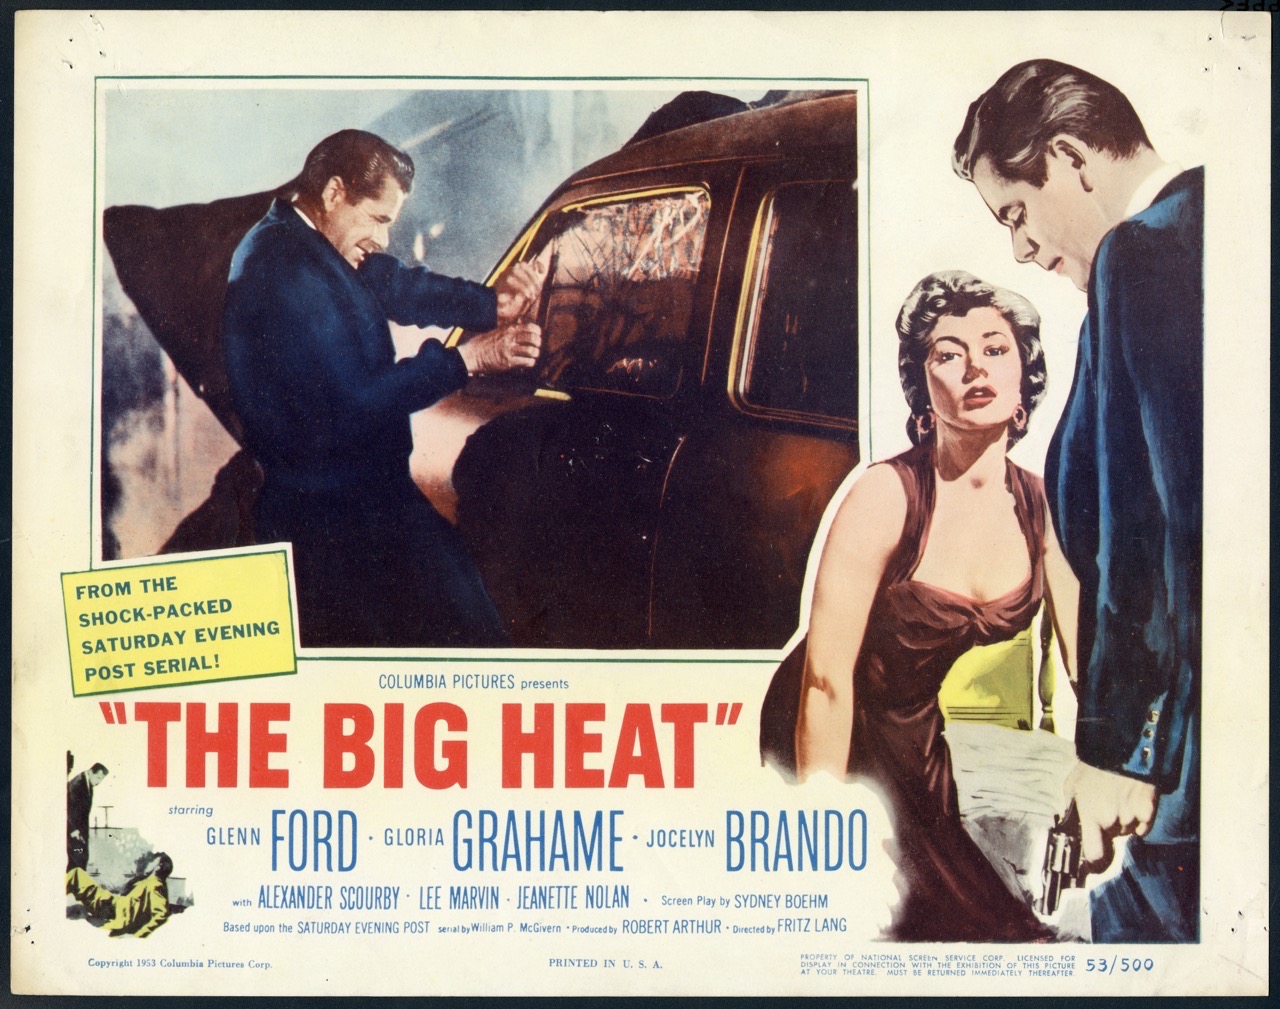 FROM THE
SHOCK-PACKED
SATURDAY EVENING
POST SERIAL!
COLUMBIA PICTURES presents
"THE BIG HEAT"
starring
GLENN FORD · GLORIA GRAHAME · JOCELYN BRANDO
with ALEXANDER SCOURBY · LEE MARVIN · JEANETTE NOLAN · Screen Play by SYDNEY BOEHM
Based upon the SATURDAY EVENING POST serial by William P. McGivern · Produced by ROBERT ARTHUR · Directed by FRITZ LANG
Copyright 1953 Columbia Pictures Corp.
PRINTED IN U. S. A.
PROPERTY OF NATIONAL SCREEN SERVICE CORP. LICENSED FOR
DISPLAY IN CONNECTION WITH THE EXHIBITION OF THIS PICTURE
AT YOUR THEATRE. MUST BE RETURNED IMMEDIATELY THEREAFTER.
53/500